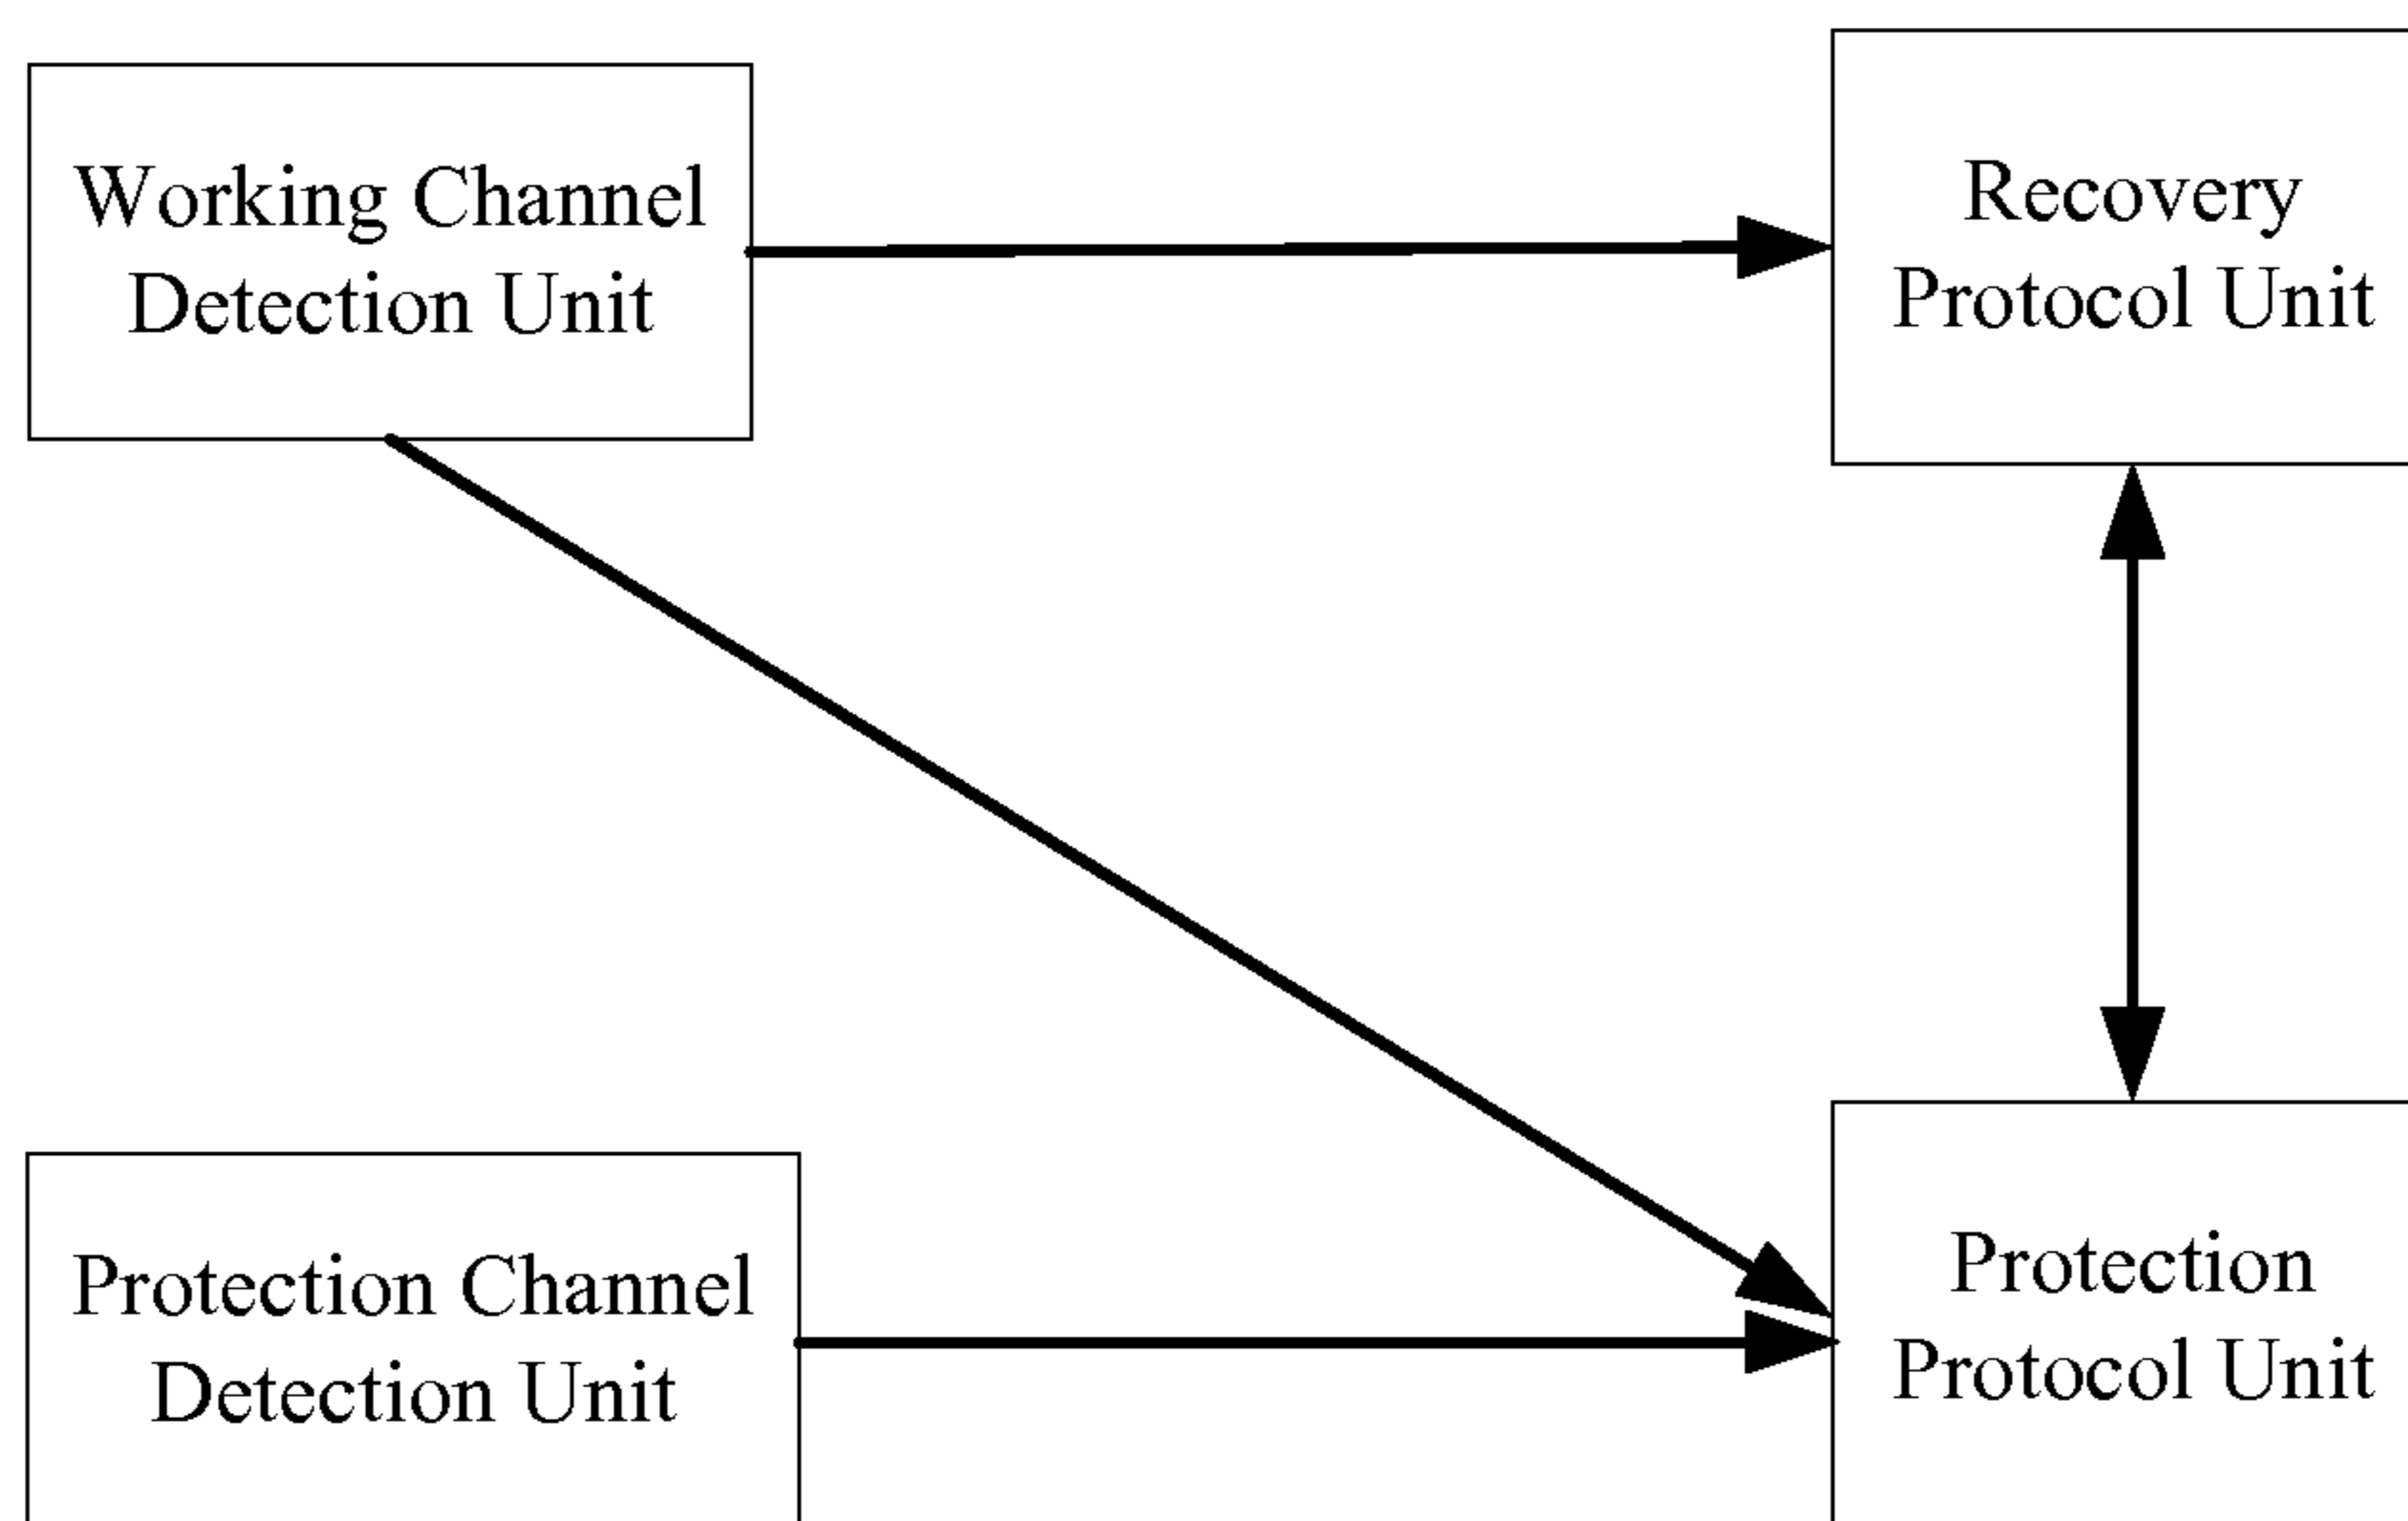 Working Channel
Detection Unit
Recovery
Protocol Unit
Protection Channel
Detection Unit
Protection
Protocol Unit